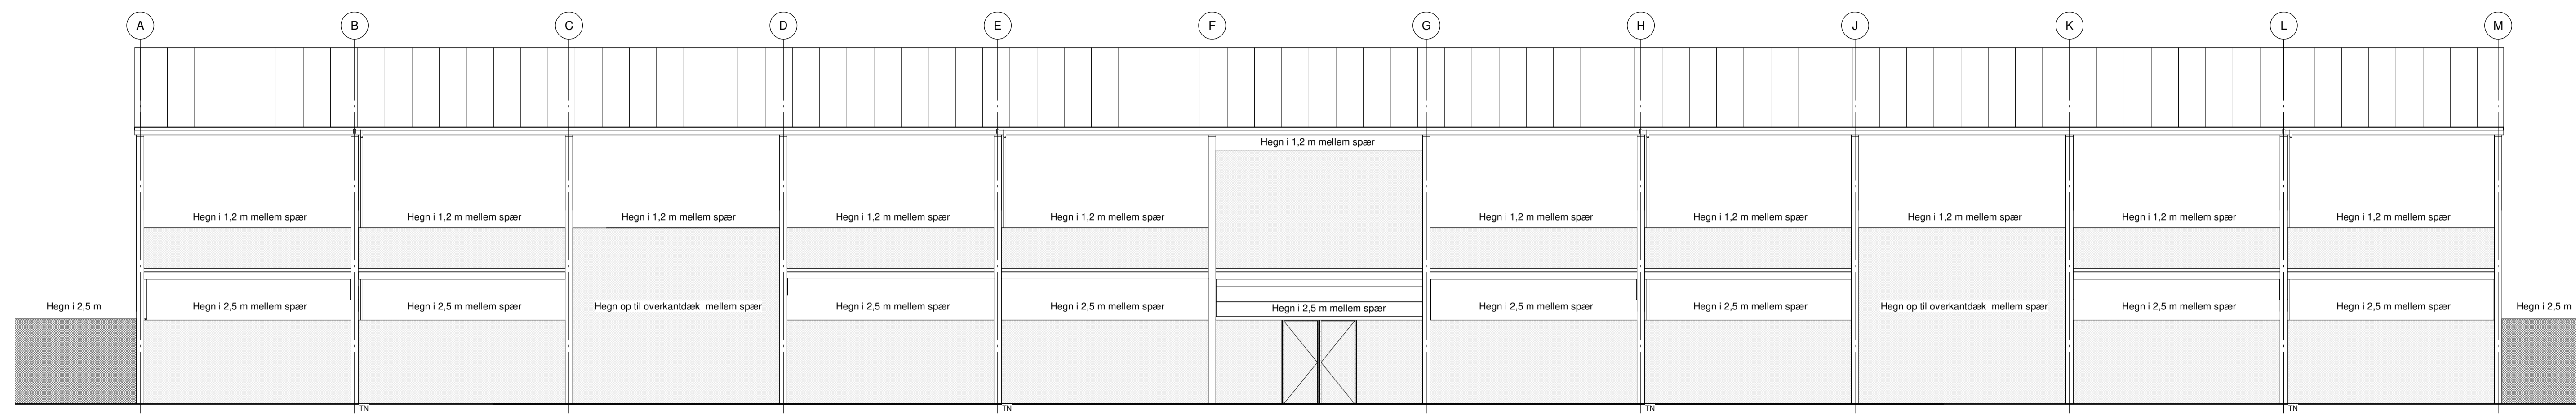 A
B
C
D
E
F
G
H
J
K
L
M
Hegn i 1,2 m mellem spær
Hegn i 1,2 m mellem spær
Hegn i 1,2 m mellem spær
Hegn i 1,2 m mellem spær
Hegn i 1,2 m mellem spær
Hegn i 1,2 m mellem spær
Hegn i 1,2 m mellem spær
Hegn i 1,2 m mellem spær
Hegn i 1,2 m mellem spær
Hegn i 1,2 m mellem spær
Hegn i 1,2 m mellem spær
Hegn i 2,5 m
Hegn i 2,5 m mellem spær
Hegn i 2,5 m mellem spær
Hegn op til overkantdæk mellem spær
Hegn i 2,5 m mellem spær
Hegn i 2,5 m mellem spær
Hegn i 2,5 m mellem spær
Hegn i 2,5 m mellem spær
Hegn i 2,5 m mellem spær
Hegn op til overkantdæk mellem spær
Hegn i 2,5 m mellem spær
Hegn i 2,5 m mellem spær
Hegn i 2,5 m
TN
TN
TN
TN